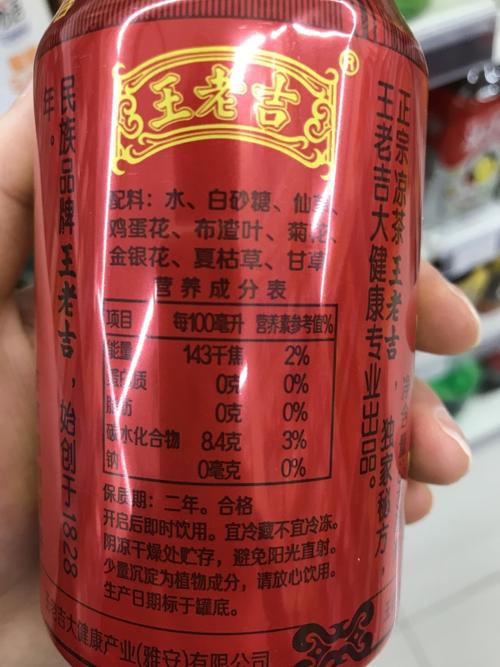 王老吉®
配料：水、白砂糖、仙草、
鸡蛋花、布渣叶、菊花、
金银花、夏枯草、甘草
营养成分表
项目 每100毫升 营养素参考值%
能量 143千焦 2%
蛋白质 0克 0%
脂肪 0克 0%
碳水化合物 8.4克 3%
钠 0毫克 0%
保质期：二年。合格
开启后即时饮用。宜冷藏不宜冷冻。
阴凉干燥处贮存，避免阳光直射。
少量沉淀为植物成分，请放心饮用。
生产日期标于罐底。
王老吉大健康产业(雅安)有限公司
民族品牌王老吉，始创于1828
年。
正宗凉茶王老吉，独家秘方，
王老吉大健康专业出品。
净含量